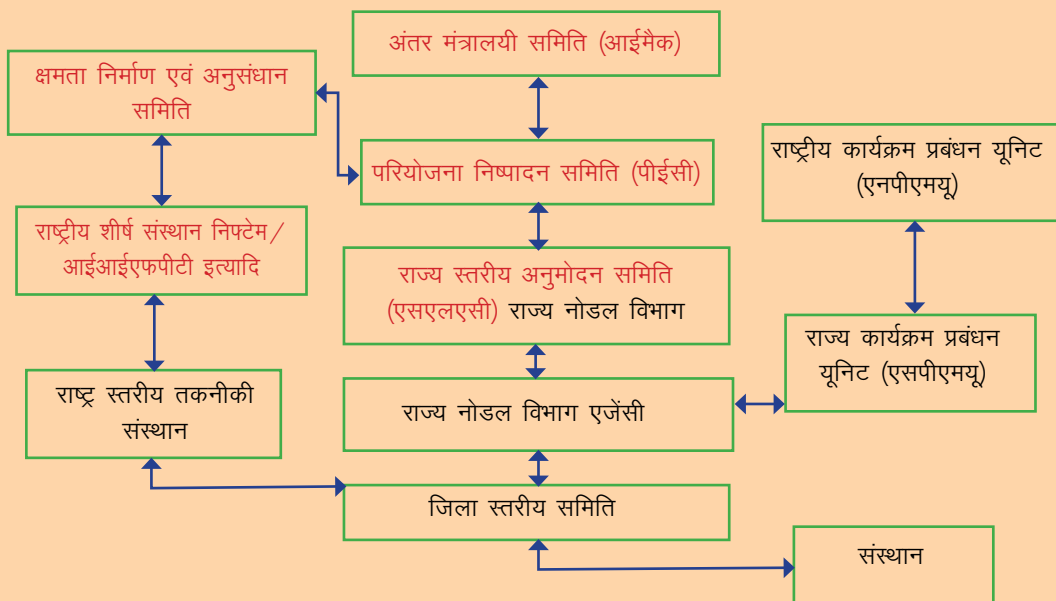 अंतर मंत्रालयी समिति (आईमैक)
क्षमता निर्माण एवं अनुसंधान
समिति
परियोजना निष्पादन समिति (पीईसी)
राष्ट्रीय कार्यक्रम प्रबंधन यूनिट
(एनपीएमयू)
राष्ट्रीय शीर्ष संस्थान निफ्टेम/
आईआईएफपीटी इत्यादि
राज्य स्तरीय अनुमोदन समिति
(एसएलएसी) राज्य नोडल विभाग
राज्य कार्यक्रम प्रबंधन
यूनिट (एसपीएमयू)
राष्ट्र स्तरीय तकनीकी
संस्थान
राज्य नोडल विभाग एजेंसी
जिला स्तरीय समिति
संस्थान